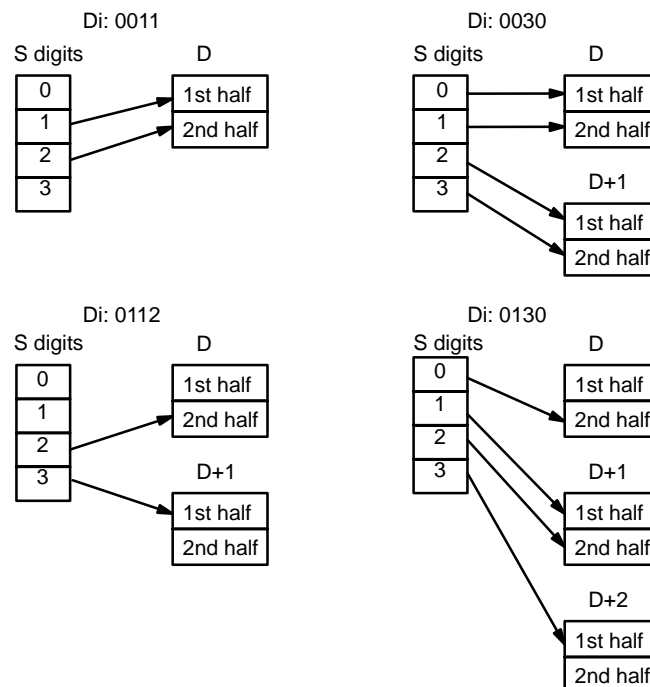 Di: 0011
S digits D
0
1
2
3
1st half
2nd half
Di: 0030
S digits D
0
1
2
3
1st half
2nd half
D+1
1st half
2nd half
Di: 0112
S digits D
0
1
2
3
1st half
2nd half
D+1
1st half
2nd half
Di: 0130
S digits D
0
1
2
3
1st half
2nd half
D+1
1st half
2nd half
D+2
1st half
2nd half